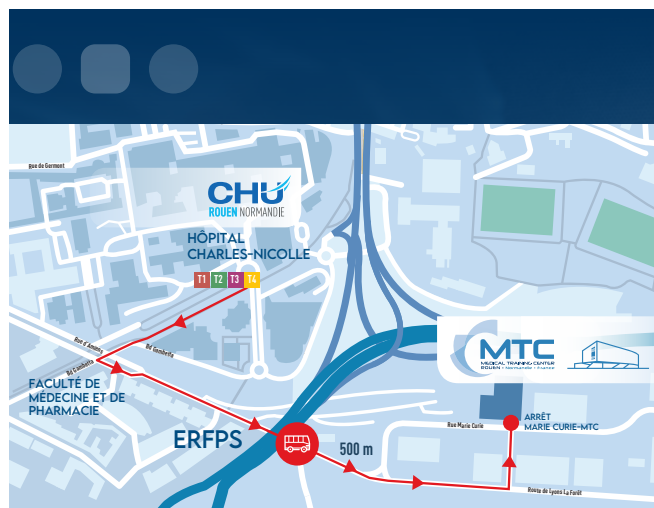 Rue de Germont
CHU
ROUEN NORMANDIE
HÔPITAL
CHARLES-NICOLLE
T1 T2 T3 T4
Rue d'Amiens
Bd Gambetta
Bd Gambetta
FACULTÉ DE
MÉDECINE ET DE
PHARMACIE
MTC
MEDICAL TRAINING CENTER
ROUEN - Normandie - France
ERFPS
500 m
Rue Marie Curie
ARRÊT
MARIE CURIE-MTC
Route de Lyons La Forêt